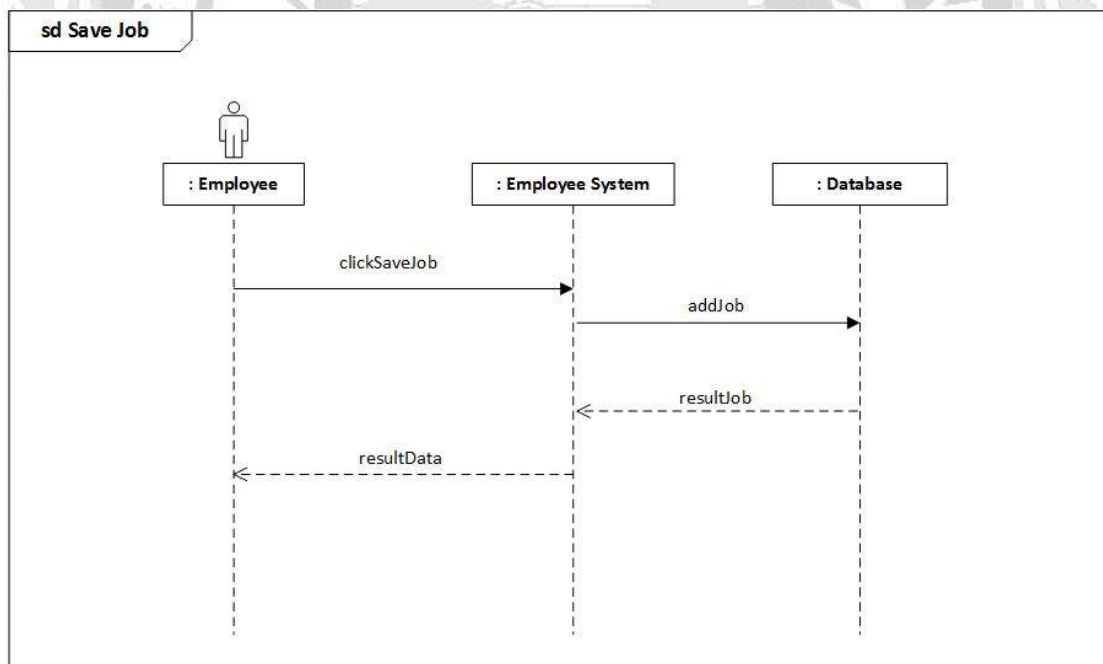 sd Save Job
: Employee
: Employee System
: Database
clickSaveJob
addJob
resultJob
resultData